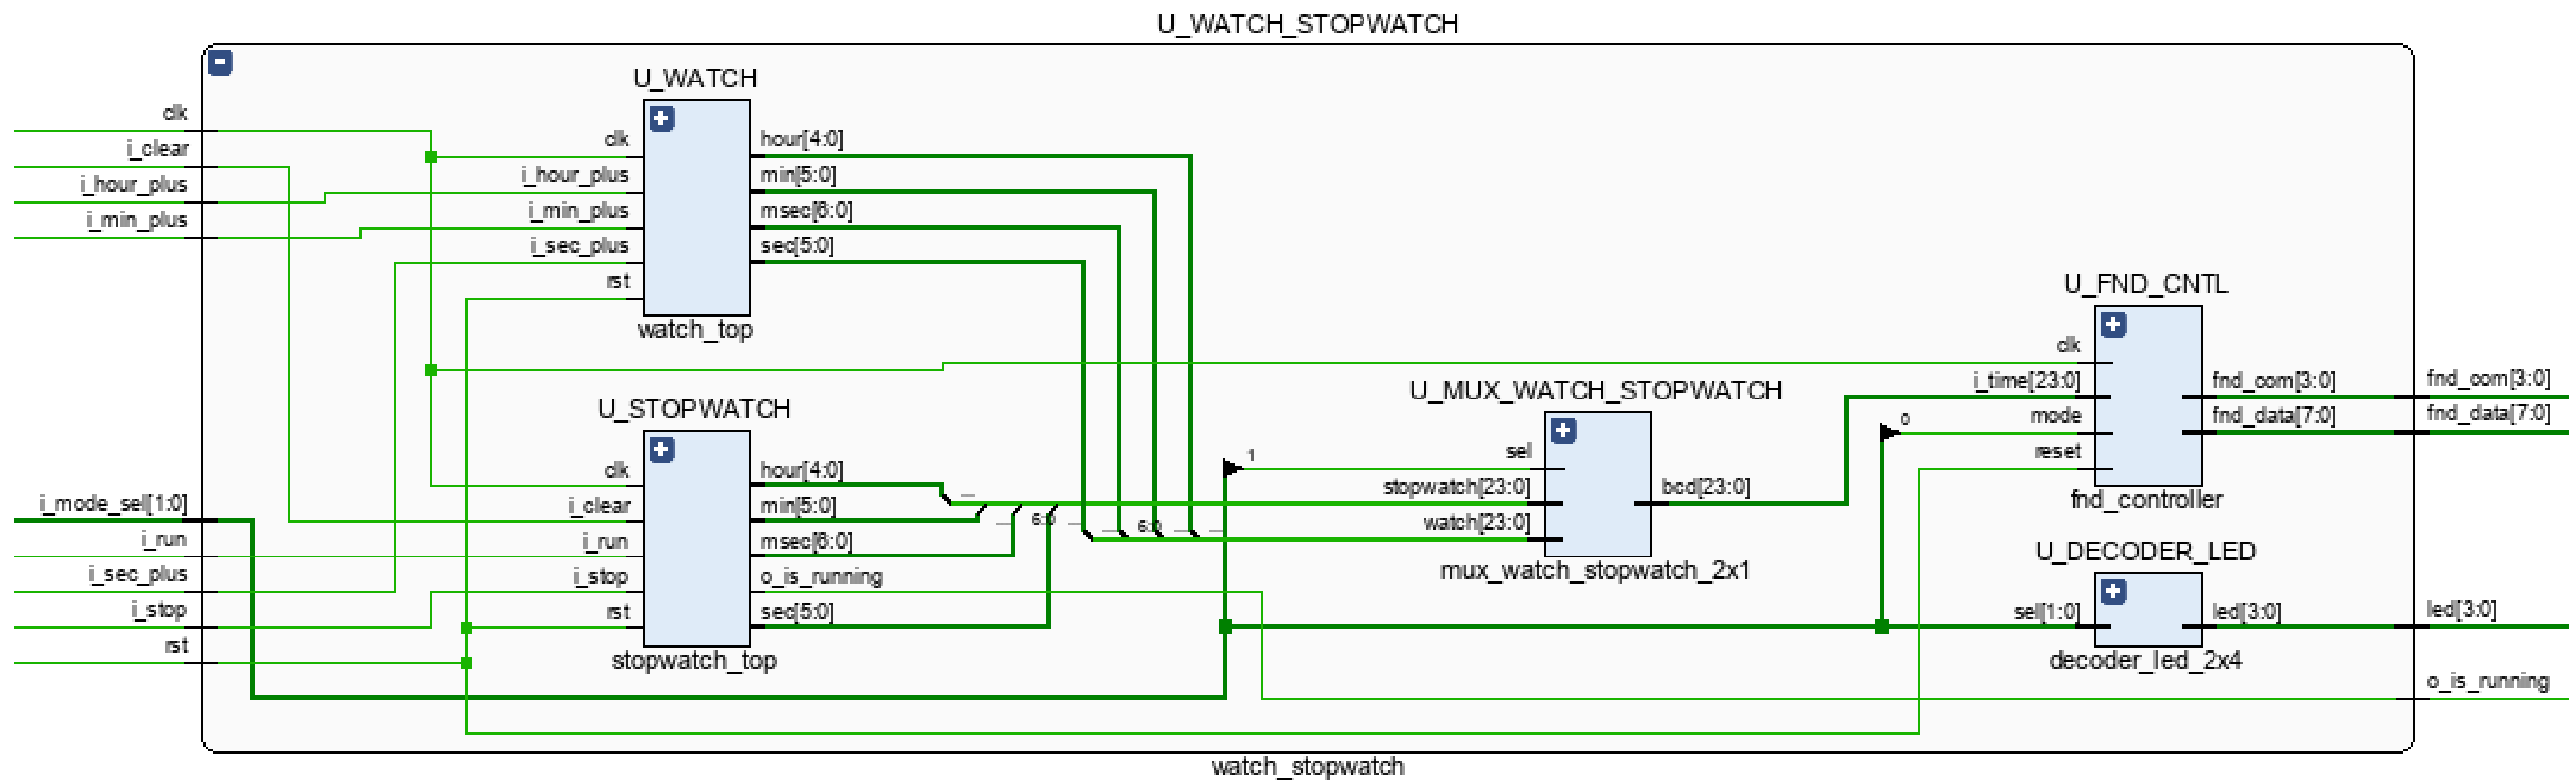 U_WATCH_STOPWATCH
clk
i_clear
i_hour_plus
i_min_plus
i_mode_sel[1:0]
i_run
i_sec_plus
i_stop
rst
U_WATCH
clk
i_hour_plus
i_min_plus
i_sec_plus
rst
hour[4:0]
min[5:0]
msec[6:0]
sec[5:0]
watch_top
U_STOPWATCH
clk
i_clear
i_run
i_stop
rst
hour[4:0]
min[5:0]
msec[6:0]
o_is_running
sec[5:0]
stopwatch_top
6:0
6:0
1
U_MUX_WATCH_STOPWATCH
sel
stopwatch[23:0]
watch[23:0]
bcd[23:0]
mux_watch_stopwatch_2x1
0
U_FND_CNTL
clk
i_time[23:0]
mode
reset
fnd_com[3:0]
fnd_data[7:0]
fnd_controller
U_DECODER_LED
sel[1:0]
led[3:0]
decoder_led_2x4
fnd_com[3:0]
fnd_data[7:0]
led[3:0]
o_is_running
watch_stopwatch